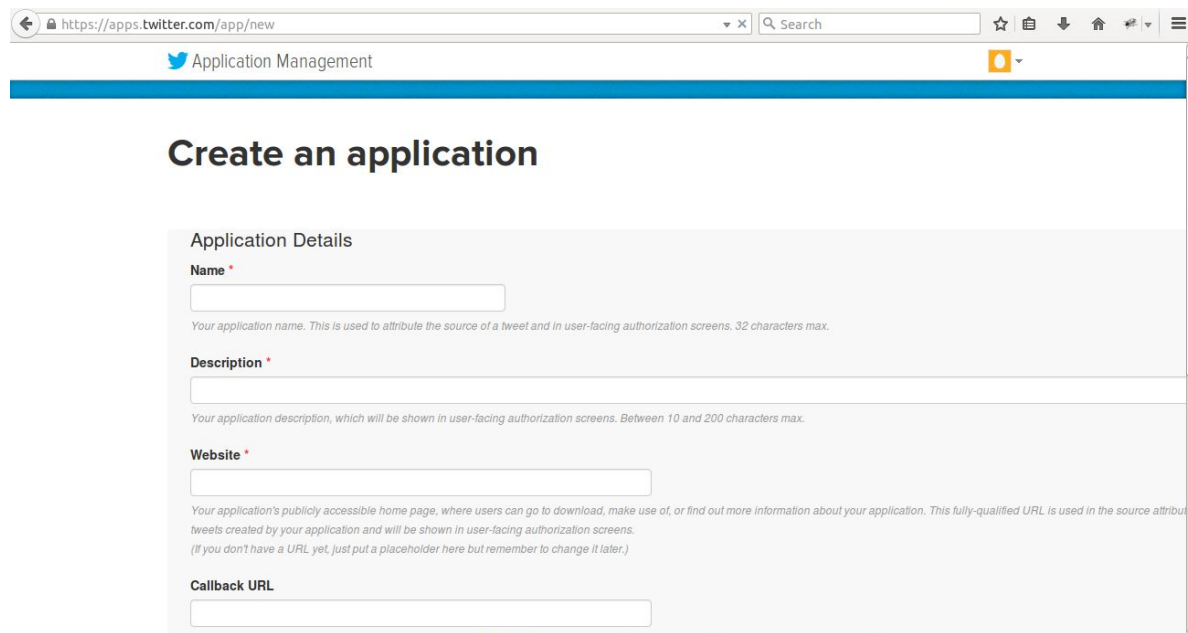 https://apps.twitter.com/app/new
Search
Application Management
Create an application
Application Details
Name *
Your application name. This is used to attribute the source of a tweet and in user-facing authorization screens. 32 characters max.
Description *
Your application description, which will be shown in user-facing authorization screens. Between 10 and 200 characters max.
Website *
Your application's publicly accessible home page, where users can go to download, make use of, or find out more information about your application. This fully-qualified URL is used in the source
tweets created by your application and will be shown in user-facing authorization screens.
(If you don't have a URL yet, just put a placeholder here but remember to change it later.)
Callback URL